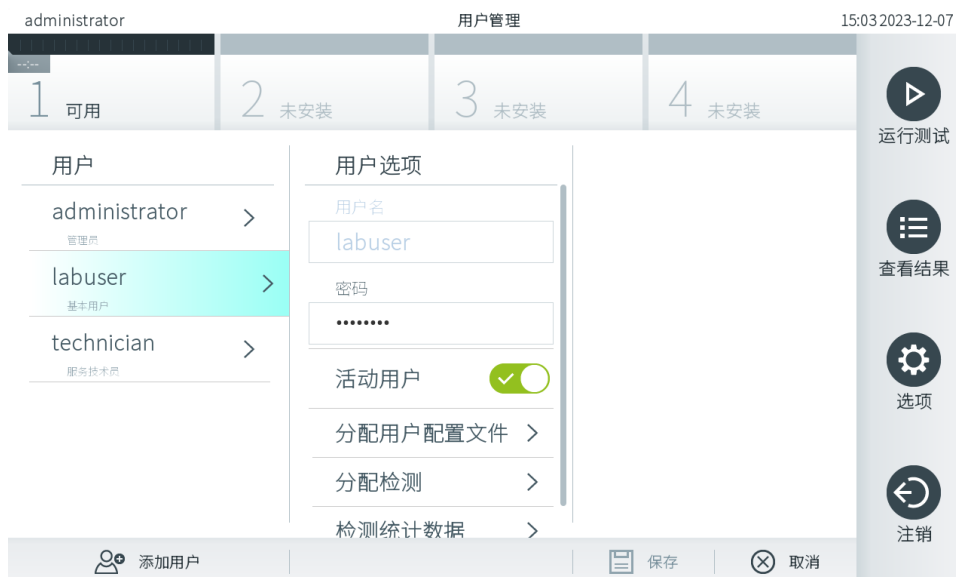 administrator
用户管理
15:03 2023-12-07
--:--
1 可用
2 未安装
3 未安装
4 未安装
运行测试
查看结果
选项
注销
用户
administrator
管理员
labuser
基本用户
technician
服务技术员
用户选项
用户名
labuser
密码
••••••••
活动用户
分配用户配置文件
分配检测
检测统计数据
添加用户
保存
取消